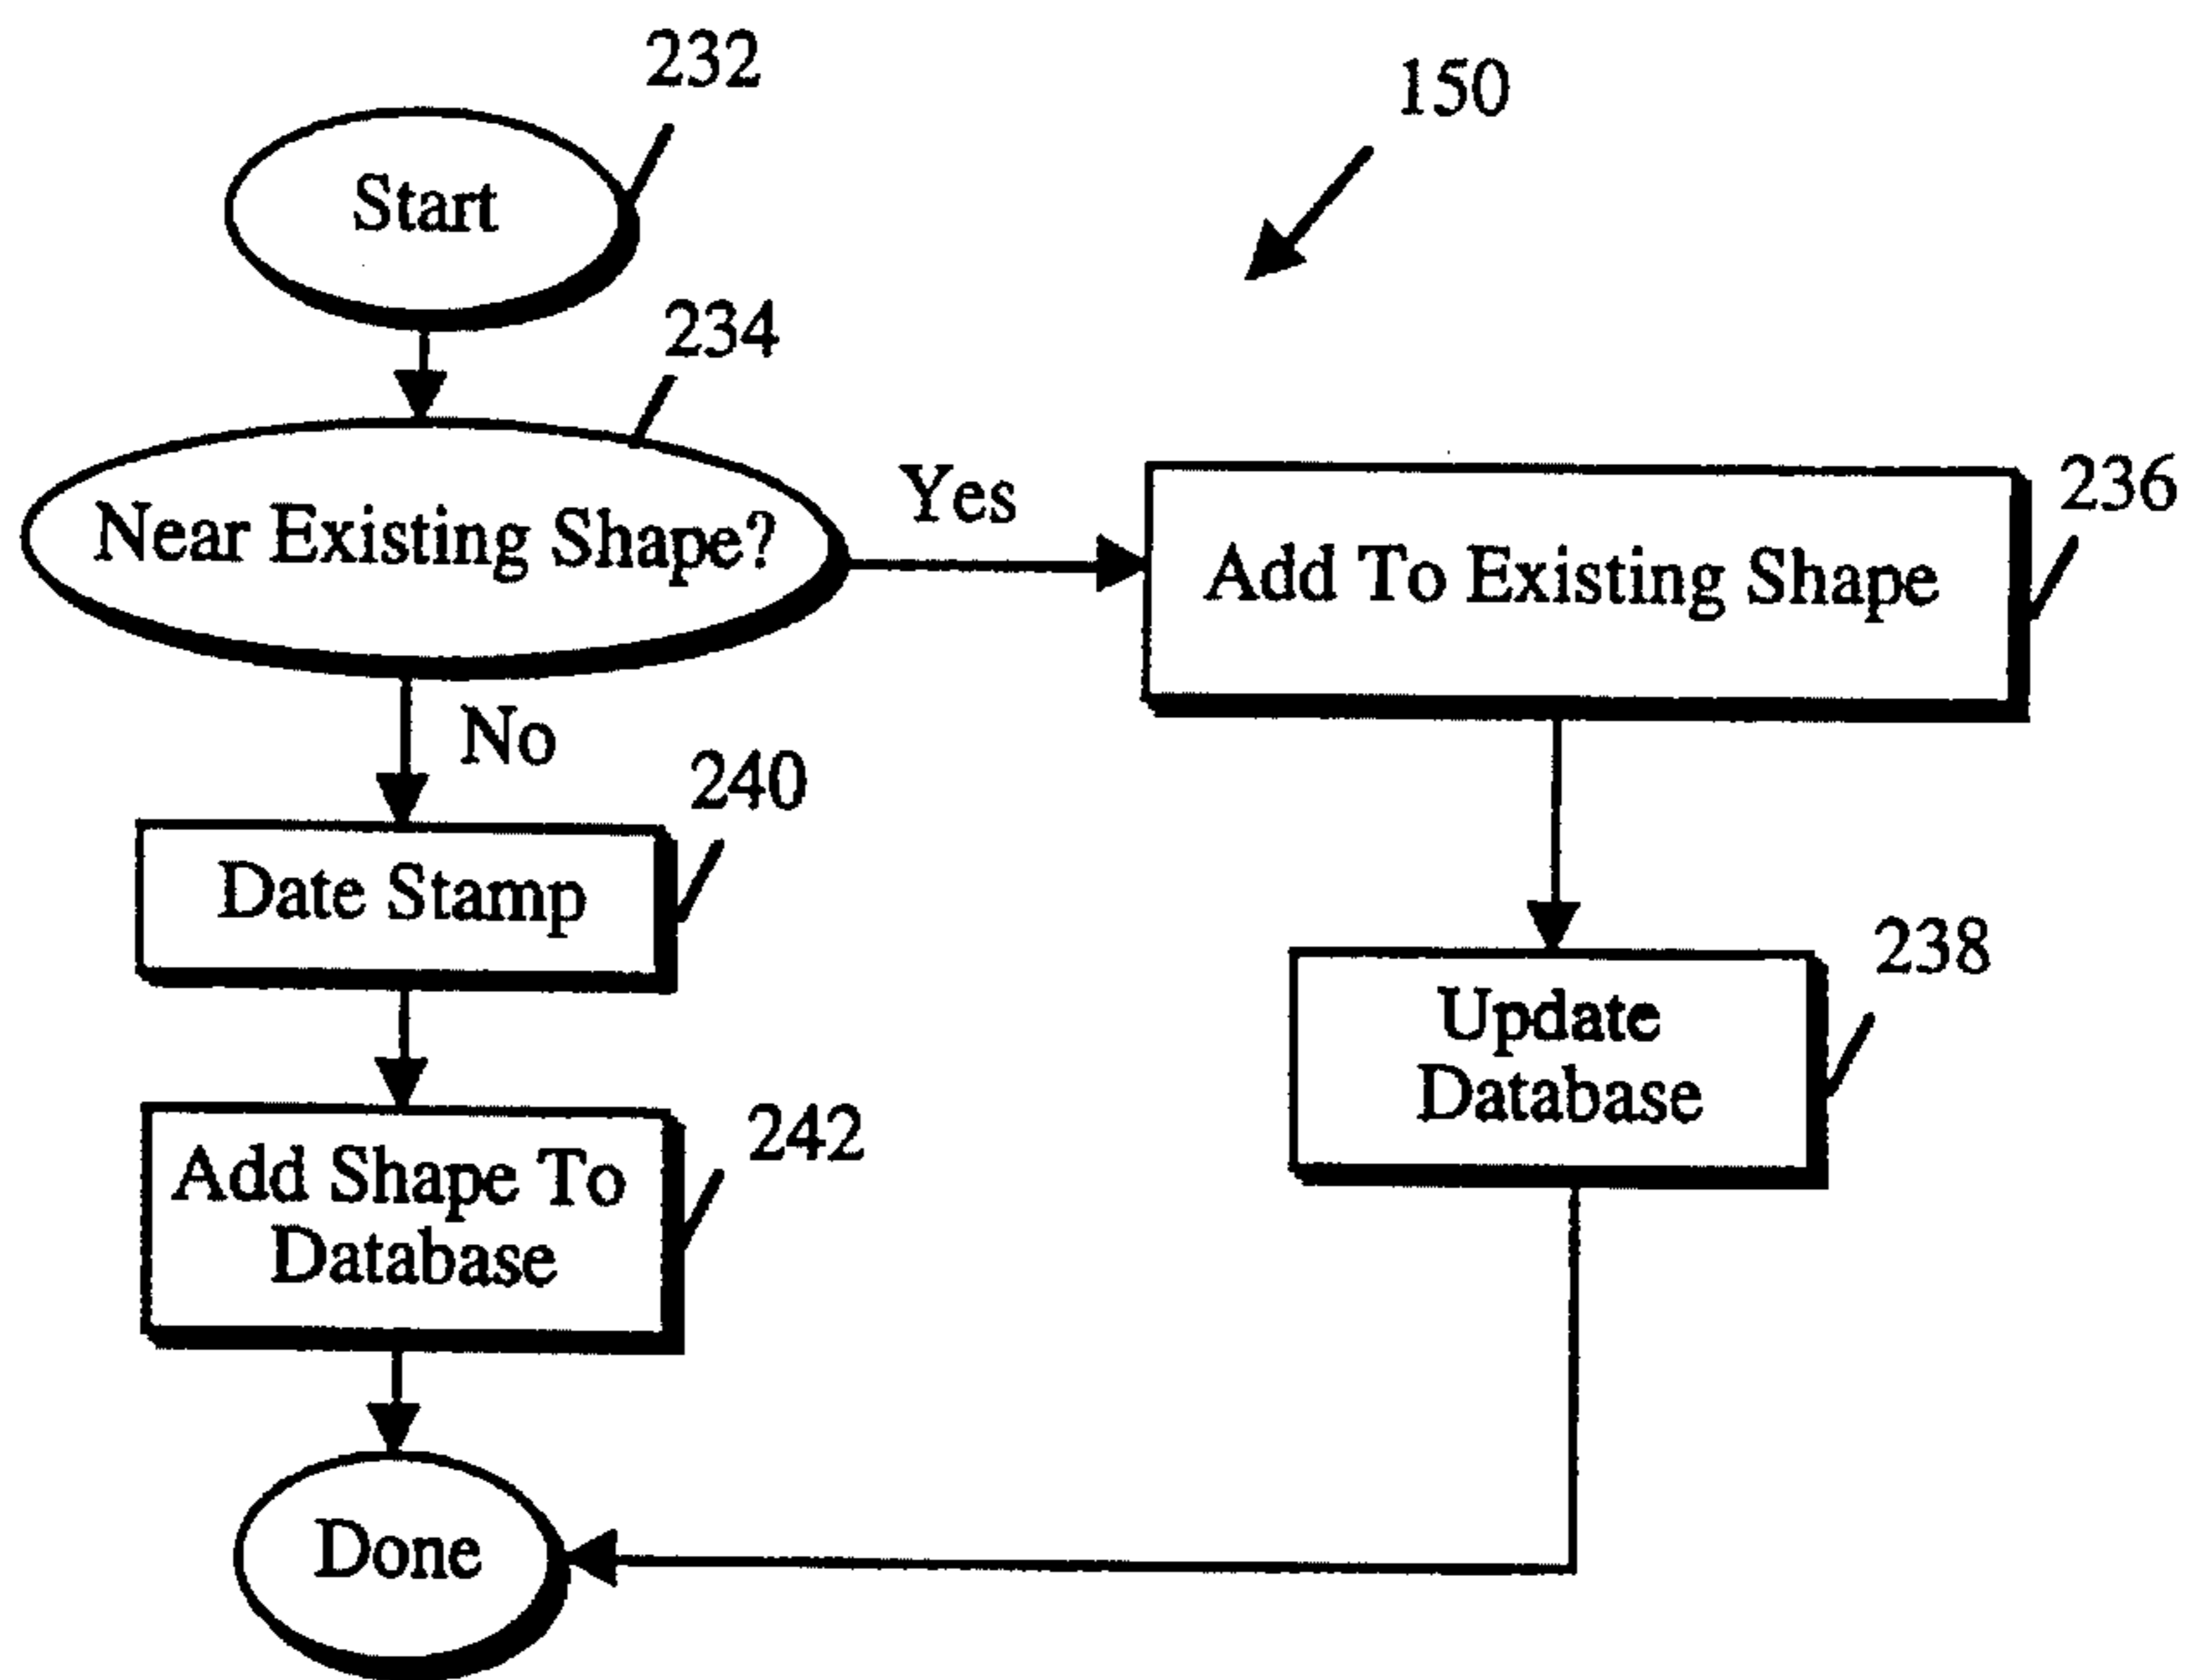 232
150
Start
234
Near Existing Shape?
Yes
236
Add To Existing Shape
No
240
Date Stamp
238
Update
Database
242
Add Shape To
Database
Done